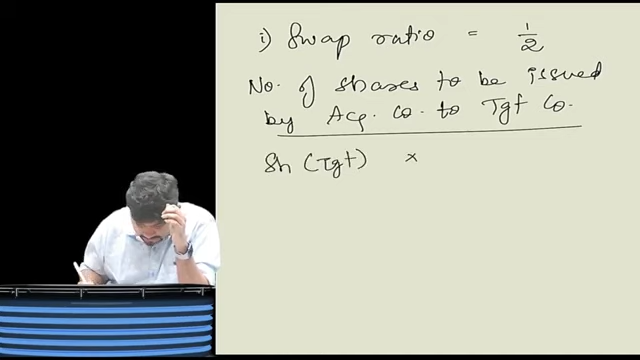 i) Swap ratio = 1/2
No. of shares to be issued
by Acq. Co. to Tgt Co.
Sh (Tgt) ×